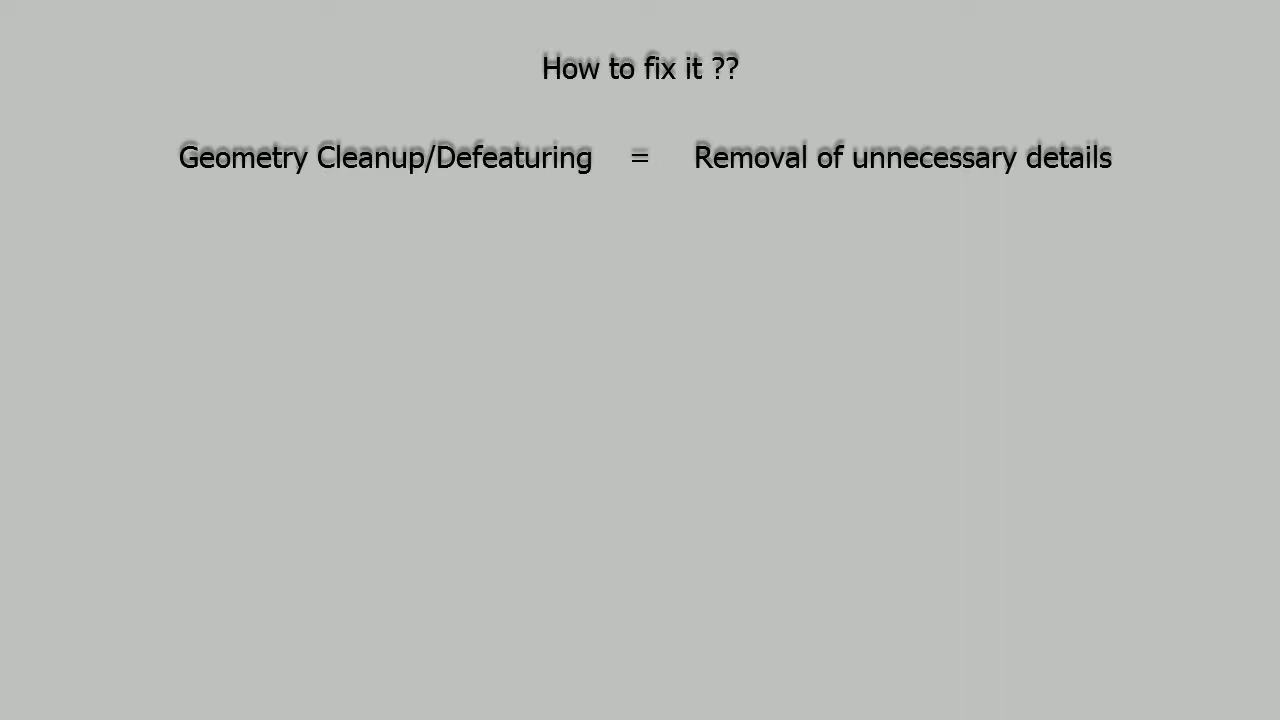 How to fix it ??
Geometry Cleanup/Defeaturing = Removal of unnecessary details